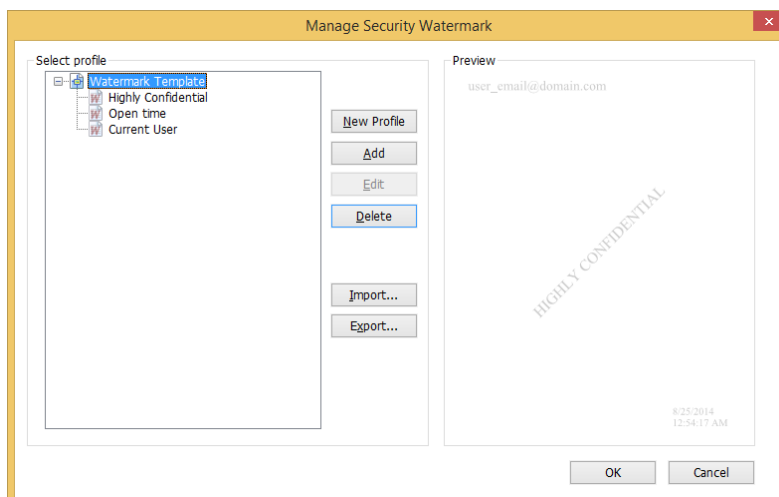 Manage Security Watermark
Select profile
Watermark Template
Highly Confidential
Open time
Current User
New Profile
Add
Edit
Delete
Import...
Export...
Preview
user_email@domain.com
HIGHLY CONFIDENTIAL
8/25/2014
12:54:17 AM
OK
Cancel